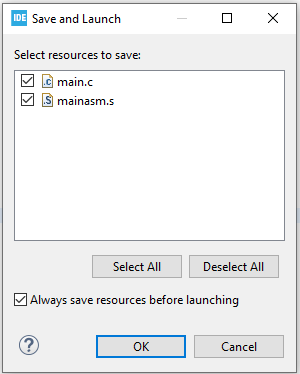 IDE Save and Launch
Select resources to save:
.c main.c
.S mainasm.s
Select All Deselect All
Always save resources before launching
? OK Cancel